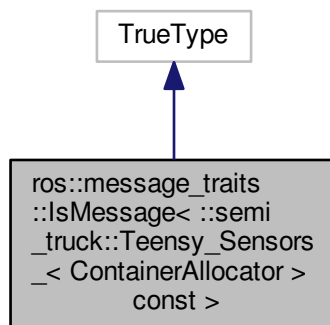 TrueType
ros::message_traits
::IsMessage< ::semi
_truck::Teensy_Sensors
_< ContainerAllocator >
const >